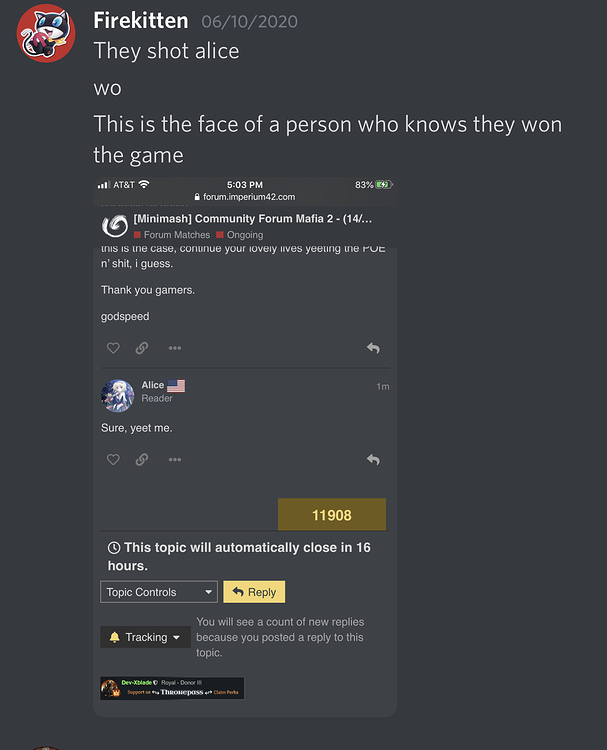 Firekitten 06/10/2020
They shot alice
wo
This is the face of a person who knows they won
the game
AT&T 5:03 PM 83%
forum.imperium42.com
[Minimash] Community Forum Mafia 2 - (14/...
Forum Matches Ongoing
this is the case, continue your lovely lives yeeting the POE
n' shit, i guess.
Thank you gamers.
godspeed
Alice 1m
Reader
Sure, yeet me.
11908
This topic will automatically close in 16
hours.
Topic Controls Reply
You will see a count of new replies
Tracking because you posted a reply to this
topic.
Dev-Xblade Royal - Donor III
Support us Thronepass Claim Perks